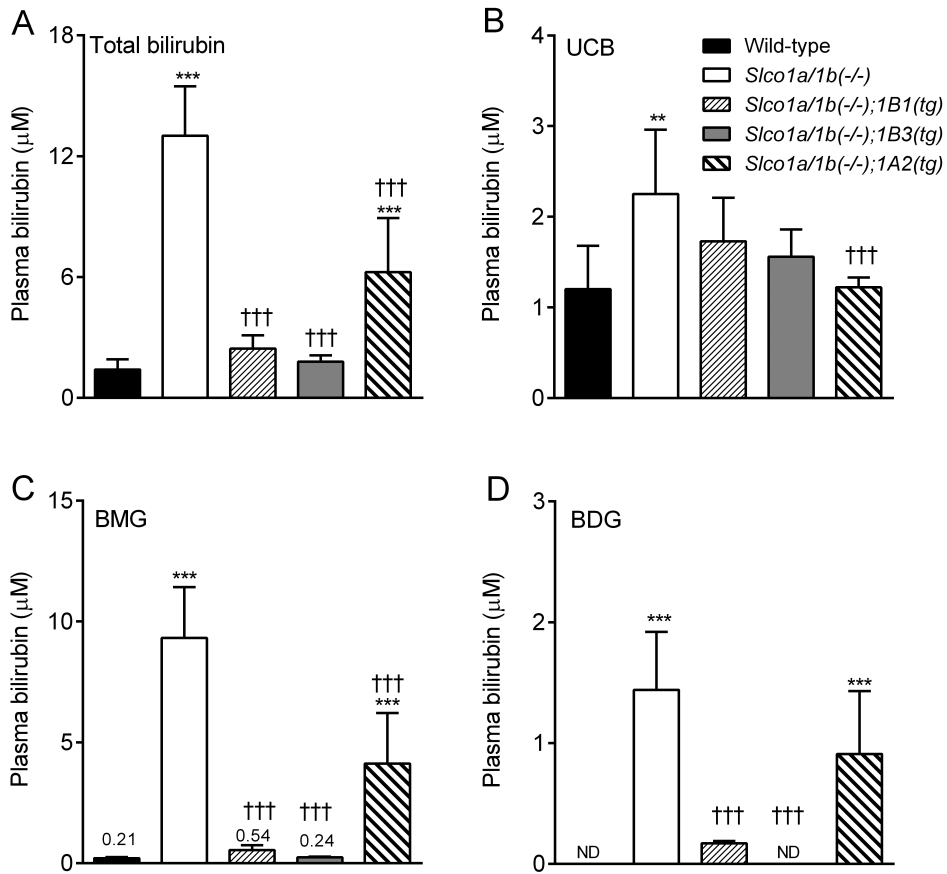 A
Total bilirubin
Plasma bilirubin (μM)
18
12
6
0
***
†††
†††
†††
***
B
UCB
Plasma bilirubin (μM)
4
3
2
1
0
**
†††
Wild-type
Slco1a/1b(-/-)
Slco1a/1b(-/-);1B1(tg)
Slco1a/1b(-/-);1B3(tg)
Slco1a/1b(-/-);1A2(tg)
C
BMG
Plasma bilirubin (μM)
15
10
5
0
0.21
***
†††
0.54
†††
0.24
†††
***
D
BDG
Plasma bilirubin (μM)
3
2
1
0
ND
***
†††
†††
ND
***